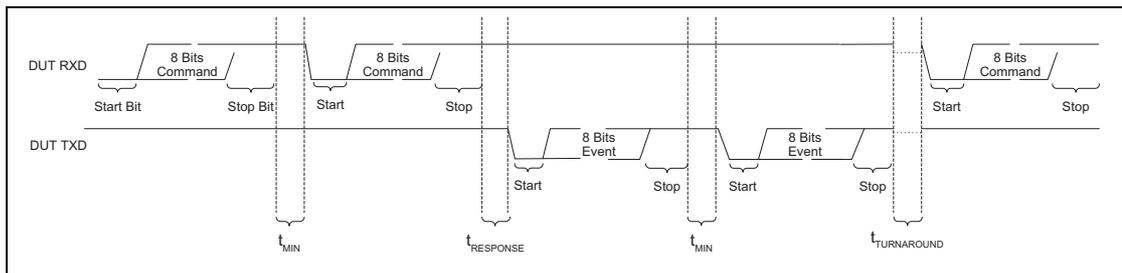 DUT RXD
8 Bits
Command
8 Bits
Command
8 Bits
Command
Start Bit
Stop Bit
Start
Stop
Start
Stop
DUT TXD
8 Bits
Event
8 Bits
Event
Start
Stop
Start
Stop
tMIN
tRESPONSE
tMIN
tTURNAROUND